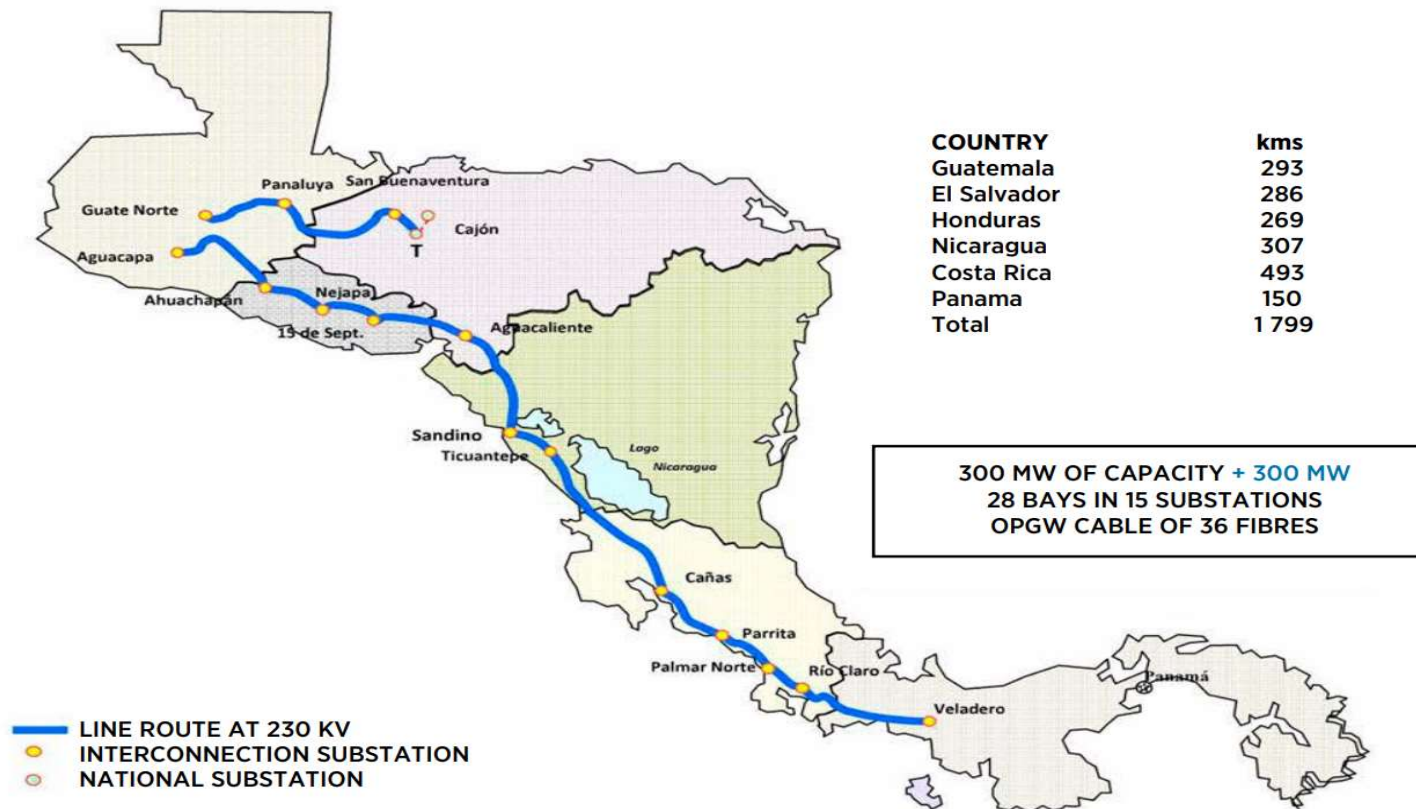 COUNTRY kms
Guatemala 293
El Salvador 286
Honduras 269
Nicaragua 307
Costa Rica 493
Panama 150
Total 1 799
San Buenaventura
Panaluya
Guate Norte
Cajón
T
Aguacapa
Ahuachapán
Nejapa
15 de Sept.
Aguacaliente
Sandino
Ticuantepe
Lago
Nicaragua
300 MW OF CAPACITY + 300 MW
28 BAYS IN 15 SUBSTATIONS
OPGW CABLE OF 36 FIBRES
Cañas
Parrita
Palmar Norte
Río Claro
Panamá
Veladero
LINE ROUTE AT 230 KV
INTERCONNECTION SUBSTATION
NATIONAL SUBSTATION